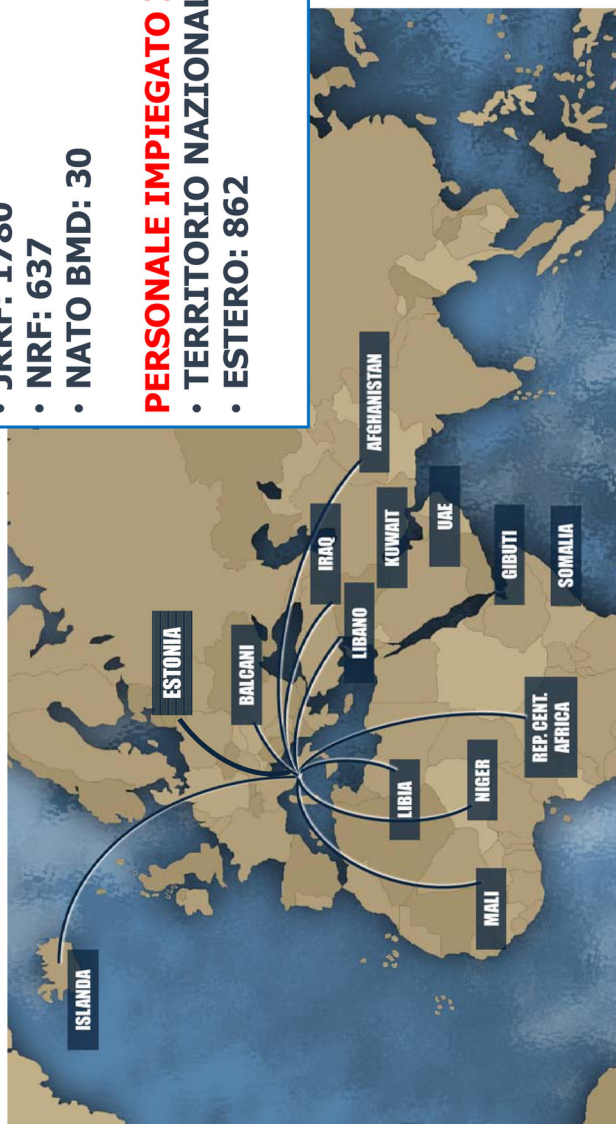 • JRRF:
• NRF: 637
• NATO BMD: 30
PERSONALE IMPIEGATO
• TERRITORIO NAZIONAL
• ESTERO: 862
ISLANDA
ESTONIA
BALCANI
IRAQ
AFGHANISTAN
LIBANO
KUWAIT
LIBIA
UAE
NIGER
MALI
GIBUTI
REP. CENT.
AFRICA
SOMALIA